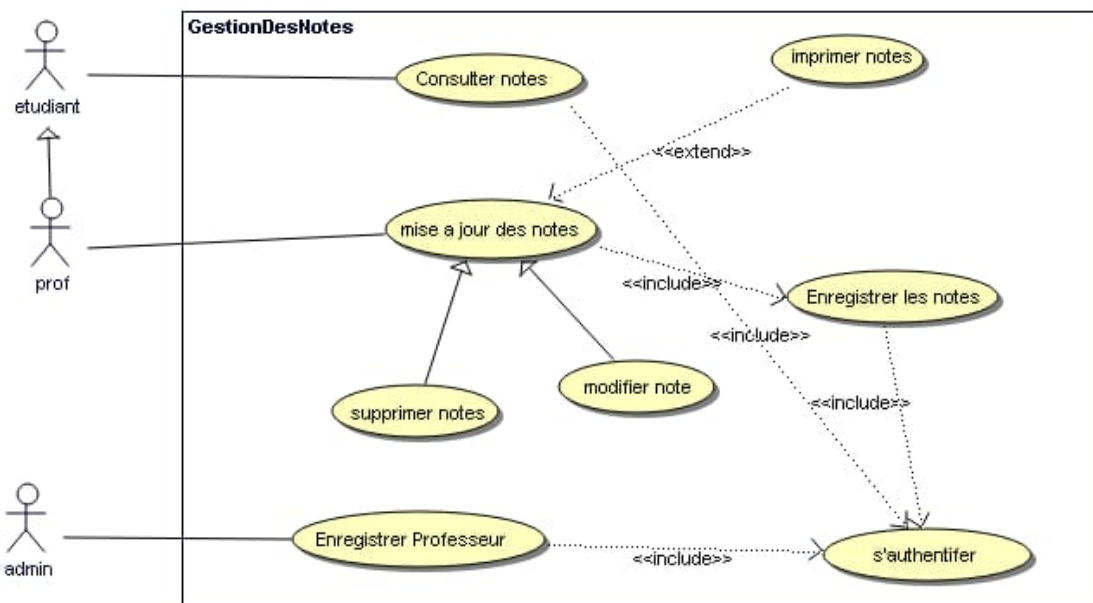 GestionDesNotes
etudiant
Consulter notes
imprimer notes
<<extend>>
prof
mise a jour des notes
<<include>>
Enregistrer les notes
<<include>>
supprimer notes
modifier note
<<include>>
admin
Enregistrer Professeur
<<include>>
s'authentifer